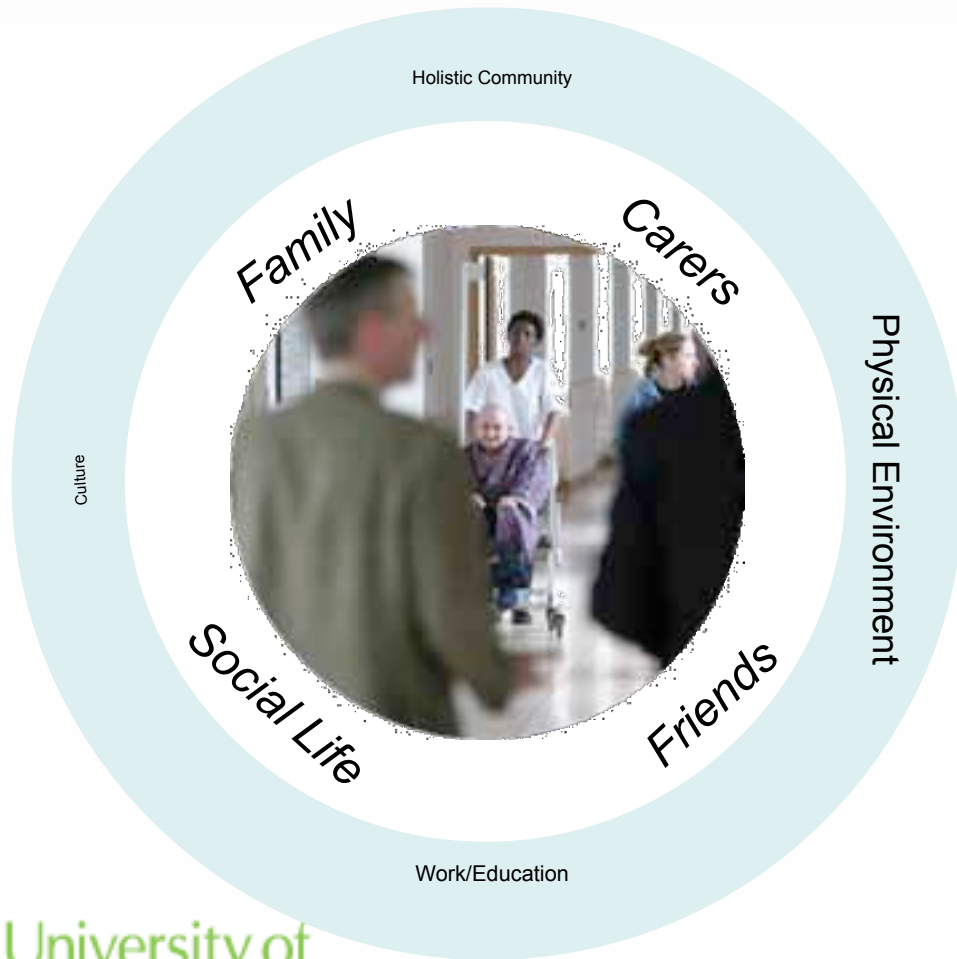 Holistic Community
Family
Carers
Physical Environment
Culture
Social Life
Friends
Work/Education
University of